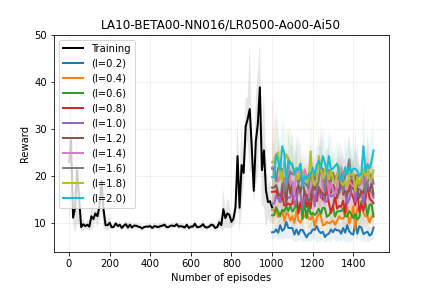 LA10-BETA00-NN016/LR0500-Ao00-Ai50
50
40
30
20
10
Reward
Training
(l=0.2)
(l=0.4)
(l=0.6)
(l=0.8)
(l=1.0)
(l=1.2)
(l=1.4)
(l=1.6)
(l=1.8)
(l=2.0)
0 200 400 600 800 1000 1200 1400
Number of episodes